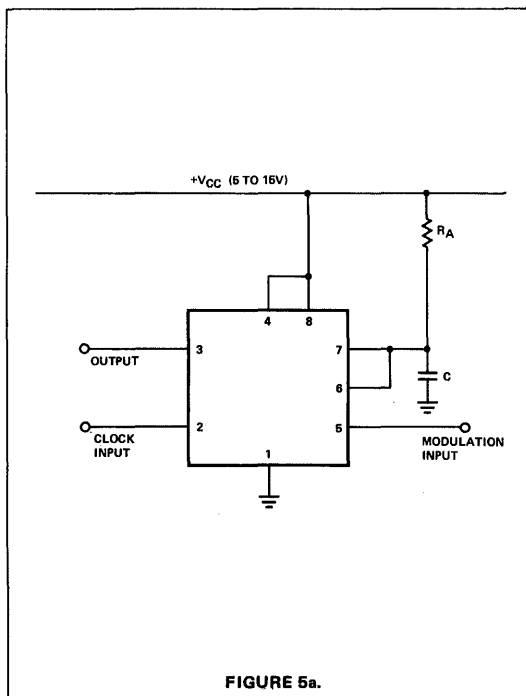 +VCC (5 TO 15V)
RA
4 8
OUTPUT
3
7
C
6
CLOCK
INPUT
2
5
MODULATION
INPUT
1
FIGURE 5a.